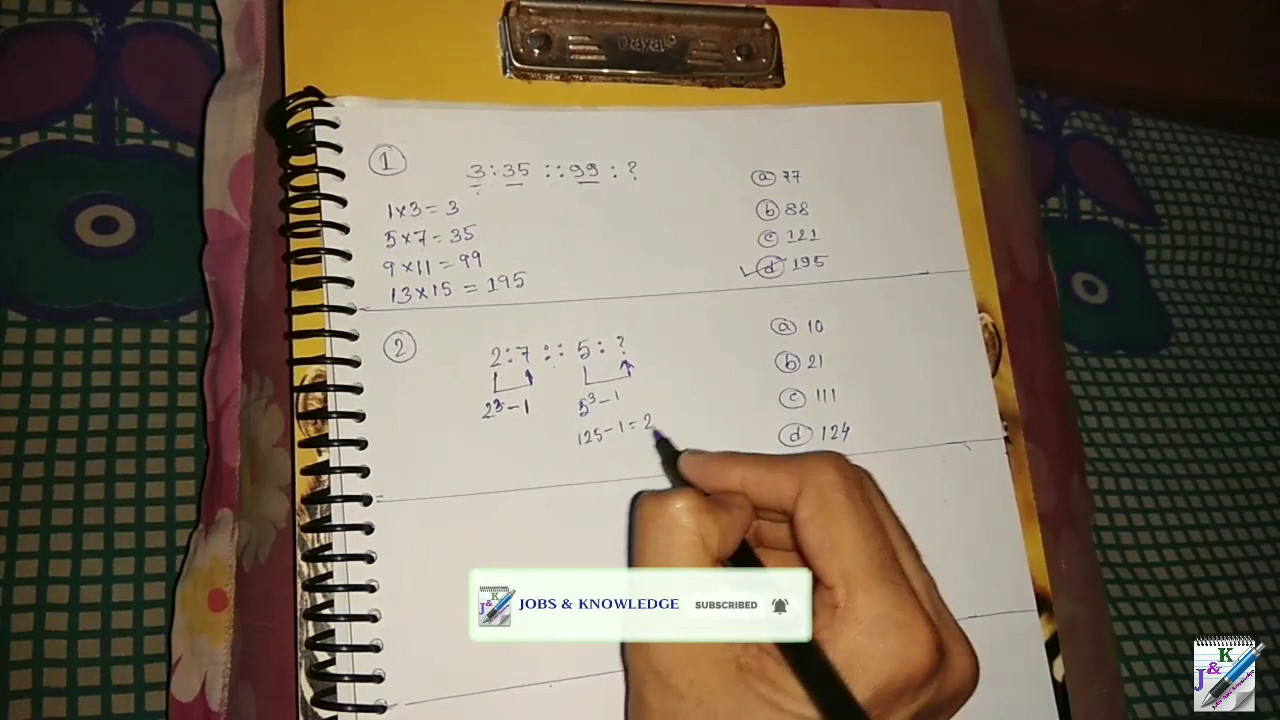 Dayal®
1
3 : 35 :: 99 : ?
1×3 = 3
5×7 = 35
9×11 = 99
13×15 = 195
a 77
b 88
c 121
d 195
2
2 : 7 :: 5 : ?
2³-1
5³-1
125-1=2
a 10
b 21
c 111
d 124
J&K
JOBS & KNOWLEDGE
SUBSCRIBED
J&K